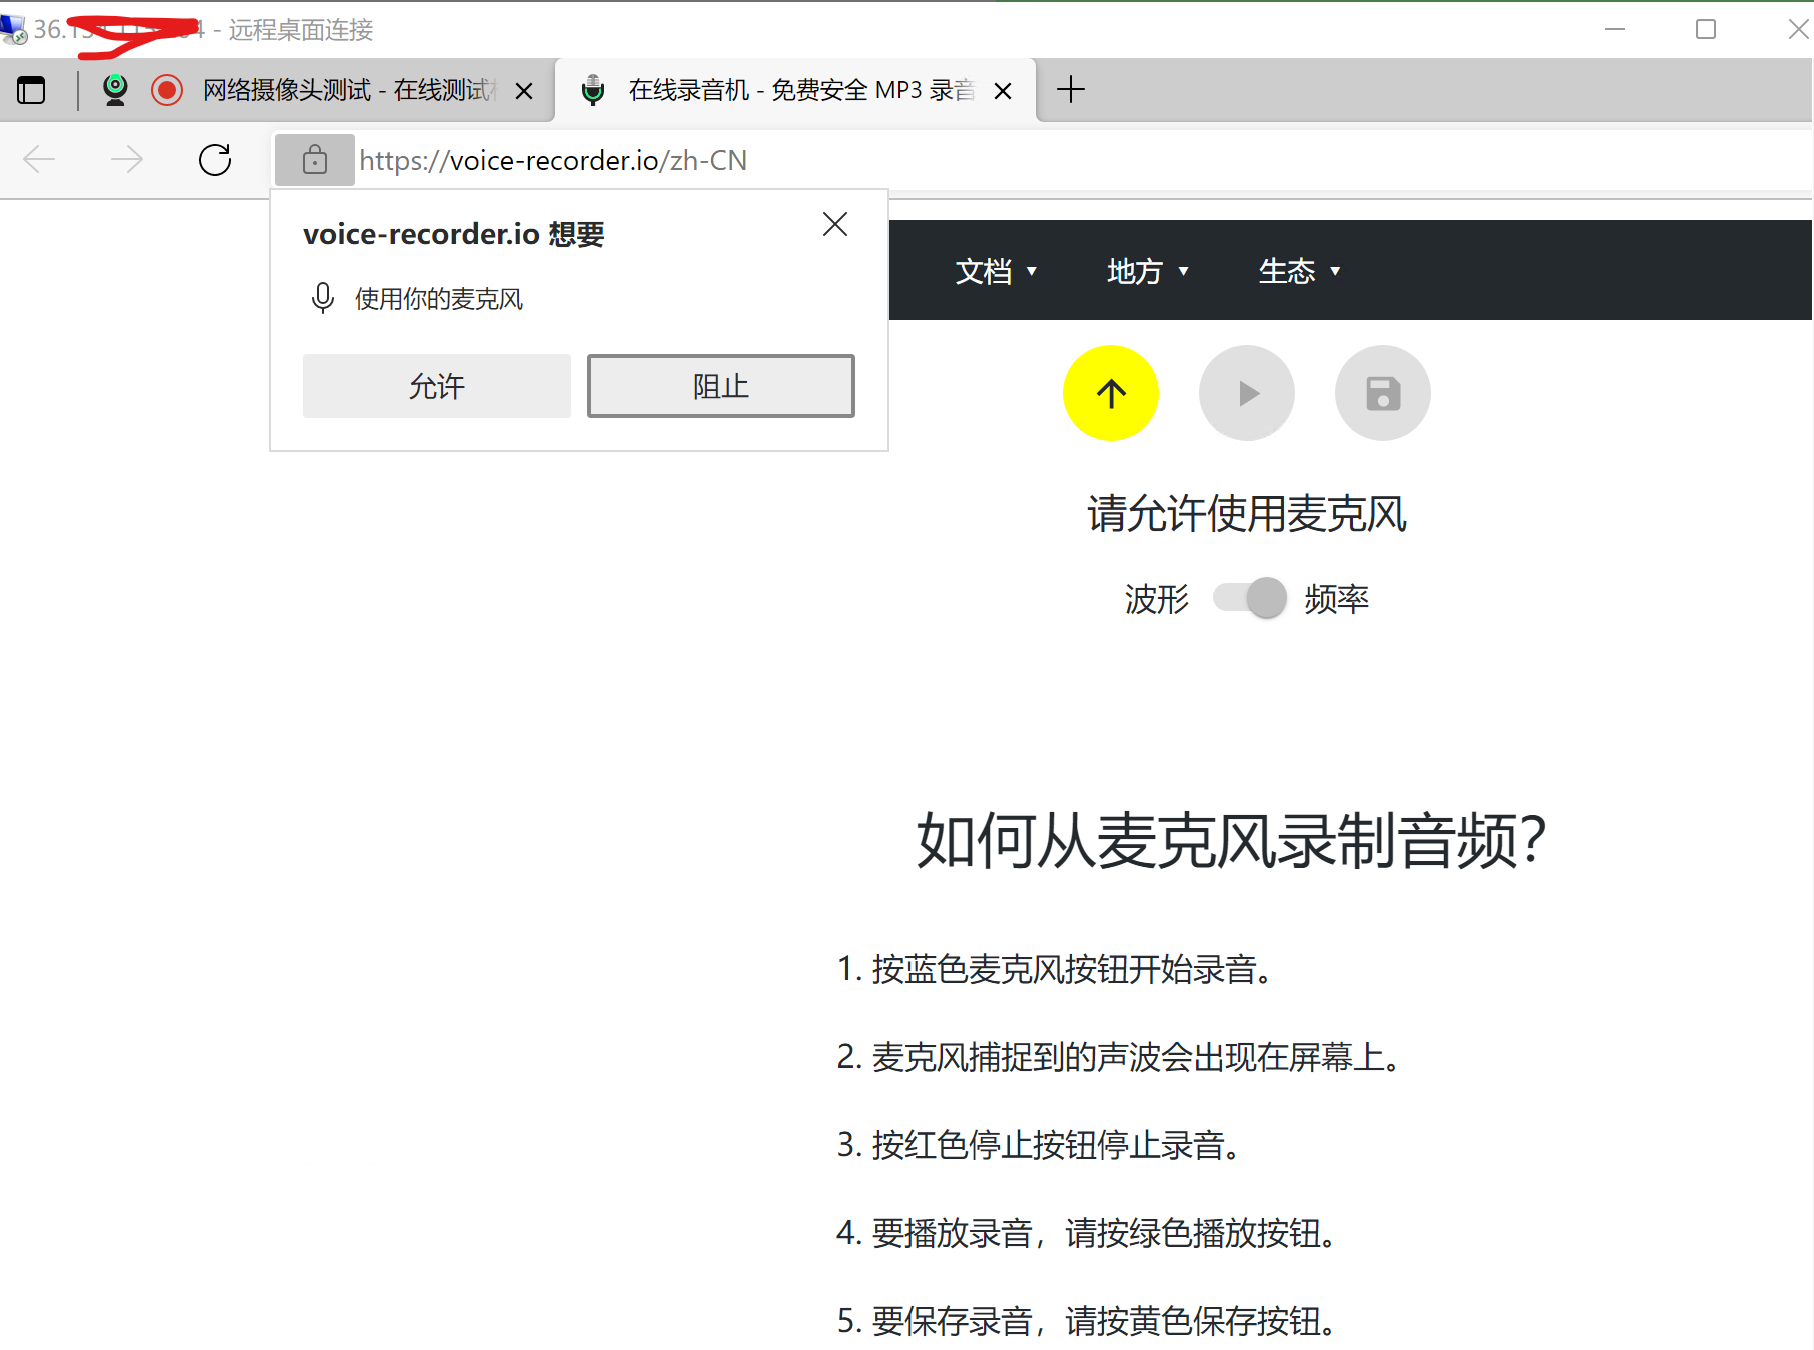 36. - 远程桌面连接
网络摄像头测试 - 在线测试
在线录音机 - 免费安全 MP3 录音
https://voice-recorder.io/zh-CN
voice-recorder.io 想要
使用你的麦克风
允许
阻止
文档 ▼ 地方 ▼ 生态 ▼
请允许使用麦克风
波形 频率
如何从麦克风录制音频?
1. 按蓝色麦克风按钮开始录音。
2. 麦克风捕捉到的声波会出现在屏幕上。
3. 按红色停止按钮停止录音。
4. 要播放录音，请按绿色播放按钮。
5. 要保存录音，请按黄色保存按钮。